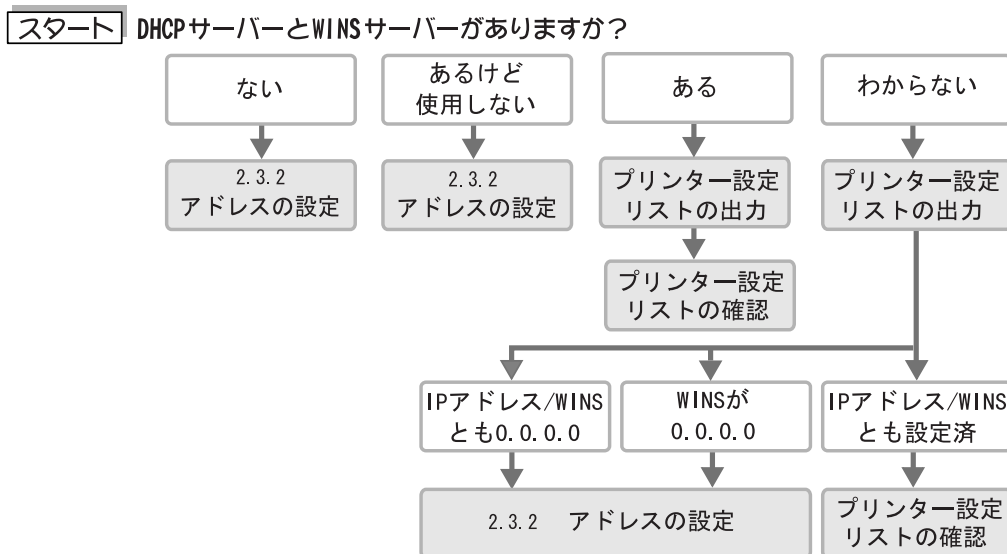 スタート DHCPサーバーとWINSサーバーがありますか?
ない
あるけど
使用しない
ある
わからない
2.3.2
アドレスの設定
2.3.2
アドレスの設定
プリンター設定
リストの出力
プリンター設定
リストの出力
プリンター設定
リストの確認
IPアドレス/WINS
とも0.0.0.0
WINSが
0.0.0.0
IPアドレス/WINS
とも設定済
2.3.2 アドレスの設定
プリンター設定
リストの確認